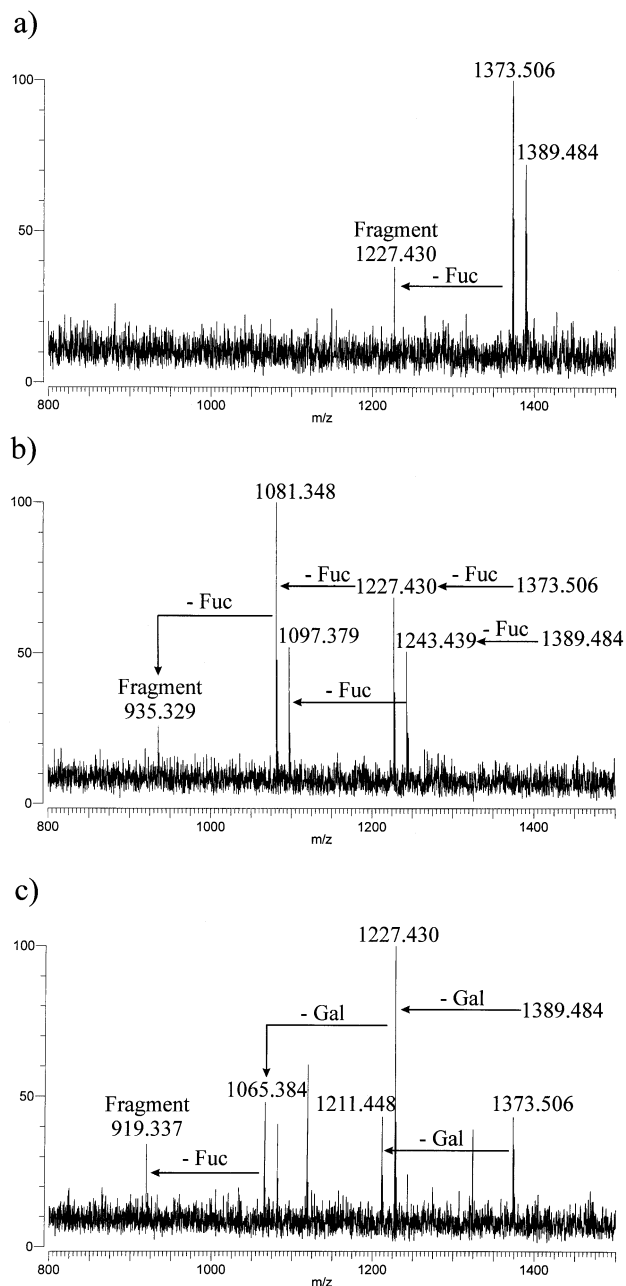 a)
1373.506
100
1389.484
Fragment
1227.430
- Fuc
50
0
800 1000 1200 1400
m/z
b)
1081.348
100
- Fuc 1227.430 - Fuc 1373.506
- Fuc
1097.379 1243.439 - Fuc 1389.484
50
Fragment
935.329
- Fuc
0
800 1000 1200 1400
m/z
c)
1227.430
100
- Gal
- Gal 1389.484
1065.384 1211.448 1373.506
50
Fragment
919.337
- Gal
- Fuc
0
800 1000 1200 1400
m/z